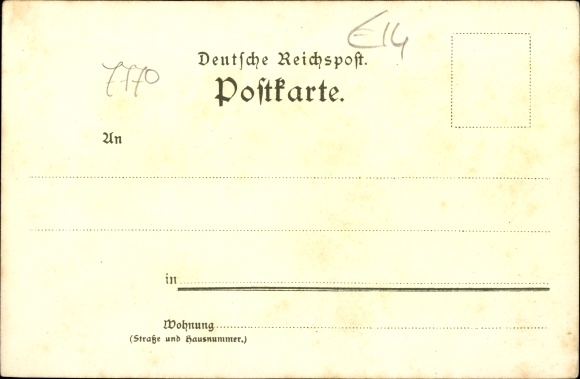 E14
Deutsche Reichspost.
7770
Postkarte.
An
in
Wohnung
(Straße und Hausnummer.)